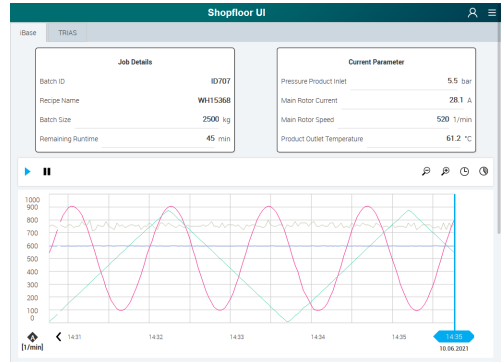 Shopfloor UI
iBase TRiAS
Job Details
Batch ID ID707
Recipe Name WH15368
Batch Size 2500 kg
Remaining Runtime 45 min
Current Parameter
Pressure Product Inlet 5.5 bar
Main Rotor Current 28.1 A
Main Rotor Speed 520 1/min
Product Outlet Temperature 61.2 °C
1000
900
800
700
600
500
400
300
200
100
0
A 14:31 14:32 14:33 14:34 14:35 14:35
[1/min] 10.06.2021